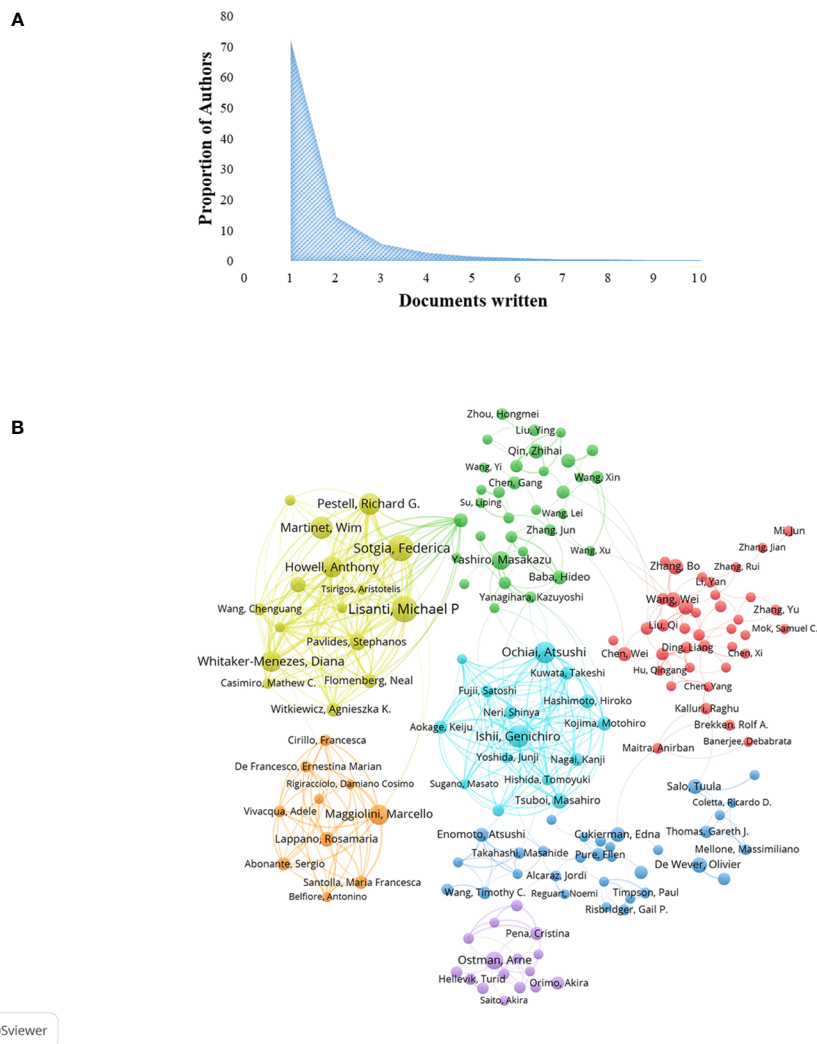 A
80
70
60
50
40
30
20
10
0
Proportion of Authors
0 1 2 3 4 5 6 7 8 9 10
Documents written
B
Zhou, Hongmei
Liu, Ying
Qin, Zhihai
Wang, Yi
Wang, Xin
Chen, Gang
Su, Liping
Wang, Lei
Zhang, Jun
Wang, Xu
Yashiro, Masakazu
Baba, Hideo
Yanagihara, Kazuyoshi
Pestell, Richard G.
Martinet, Wim
Sotgia, Federica
Howell, Anthony
Tsirigos, Aristotelis
Wang, Chenguang
Lisanti, Michael P
Pavlides, Stephanos
Whitaker-Menezes, Diana
Casimiro, Mathew C.
Flomenberg, Neal
Witkiewicz, Agnieszka K.
Mi, Jun
Zhang, Jian
Zhang, Bo
Zhang, Rui
Li, Yan
Wang, Wei
Zhang, Yu
Liu, Qi
Mok, Samuel C.
Ding, Liang
Chen, Wei
Chen, Xi
Hu, Qingang
Chen, Yang
Kalluri, Raghu
Brekken, Rolf A.
Banerjee, Debabrata
Maitra, Anirban
Ochiai, Atsushi
Kuwata, Takeshi
Fujii, Satoshi
Hashimoto, Hiroko
Neri, Shinya
Kojima, Motohiro
Aokage, Keiju
Ishii, Genichiro
Yoshida, Junji
Nagai, Kanji
Sugano, Masato
Hishida, Tomoyuki
Tsuboi, Masahiro
Cirillo, Francesca
De Francesco, Ernestina Marian
Rigiracciolo, Damiano Cosimo
Vivacqua, Adele
Maggiolini, Marcello
Lappano, Rosamaria
Abonante, Sergio
Santolla, Maria Francesca
Belfiore, Antonino
Salo, Tuula
Coletta, Ricardo D.
Enomoto, Atsushi
Cukierman, Edna
Thomas, Gareth J.
Takahashi, Masahide
Pure, Ellen
Mellone, Massimiliano
De Wever, Olivier
Alcaraz, Jordi
Wang, Timothy C.
Reguart, Noemi
Timpson, Paul
Risbridger, Gail P.
Pena, Cristina
Ostman, Arne
Hellevik, Turid
Orimo, Akira
Saito, Akira
Sviewer